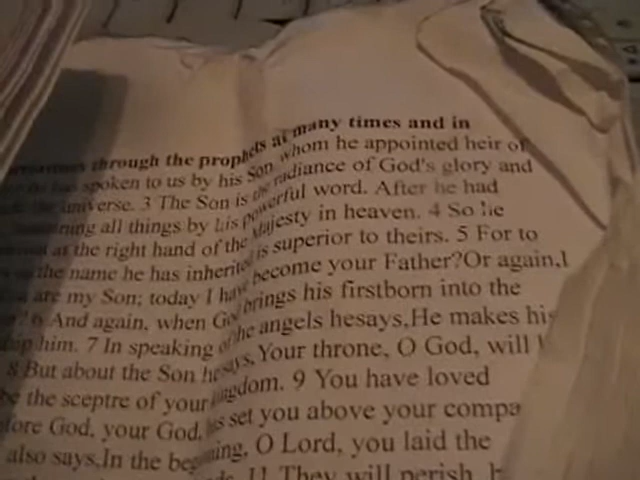 through the prophets at many times and in
spoken to us by his Son, whom he appointed heir of
universe. 3 The Son is the radiance of God's glory and
all things by his powerful word. After he had
at the right hand of the Majesty in heaven. 4 So he
the name he has inherited is superior to theirs. 5 For to
are my Son; today I have become your Father?Or again,I
6 And again, when God brings his firstborn into the
him. 7 In speaking of the angels hesays,He makes his
8 But about the Son he says, Your throne, O God, will
be the sceptre of your kingdom. 9 You have loved
God, your God, has set you above your compa
also says,In the beginning, O Lord, you laid the
11 They will perish,